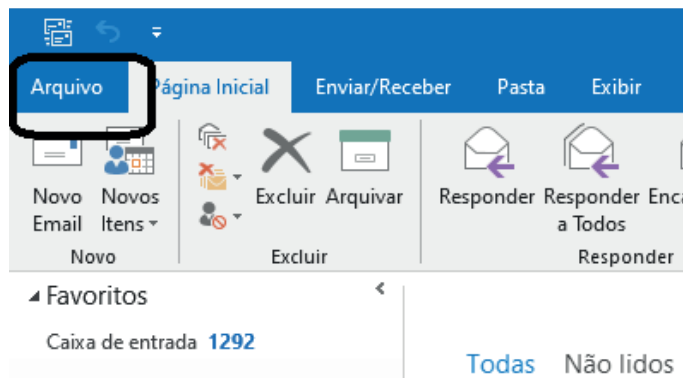 Arquivo Página Inicial Enviar/Receber Pasta Exibir
Novo Novos Excluir Arquivar Responder Responder
Email Itens a Todos
Novo Excluir Responder
Favoritos
Caixa de entrada 1292
Todas Não lidos